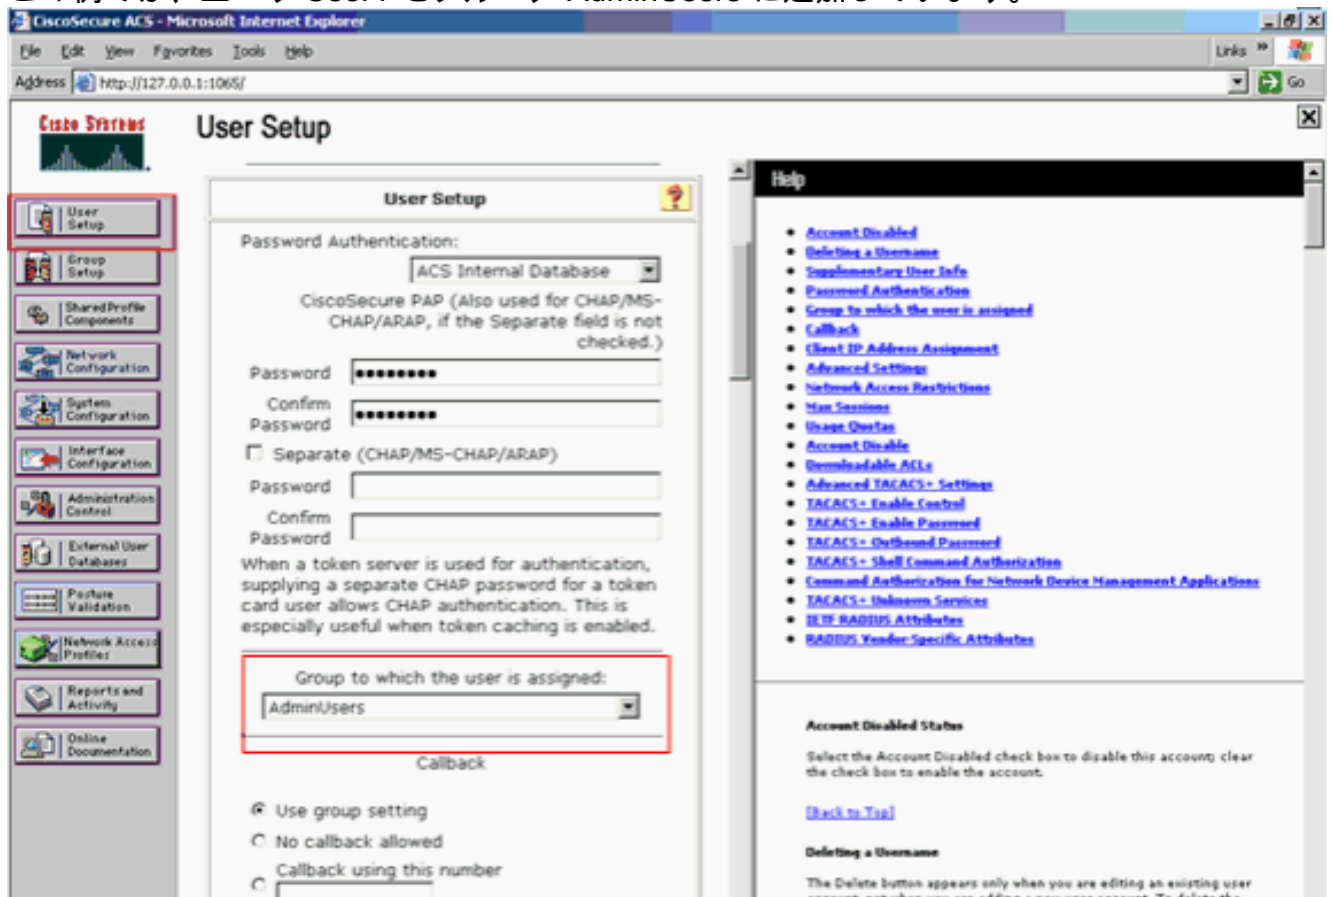 CiscoSecure ACS - Microsoft Internet Explorer
File Edit View Favorites Tools Help
Links »
Address http://127.0.0.1:1065/
Go
CISCO SYSTEMS
User Setup
User
Setup
Group
Setup
Shared Profile
Components
Network
Configuration
System
Configuration
Interface
Configuration
Administration
Control
External User
Databases
Posture
Validation
Network Access
Profiles
Reports and
Activity
Online
Documentation
User Setup
Password Authentication:
ACS Internal Database
CiscoSecure PAP (Also used for CHAP/MS-
CHAP/ARAP, if the Separate field is not
checked.)
Password
Confirm
Password
Separate (CHAP/MS-CHAP/ARAP)
Password
Confirm
Password
When a token server is used for authentication,
supplying a separate CHAP password for a token
card user allows CHAP authentication. This is
especially useful when token caching is enabled.
Group to which the user is assigned:
AdminUsers
Callback
Use group setting
No callback allowed
Callback using this number
Help
Account Disabled
Deleting a Username
Supplementary User Info
Password Authentication
Group to which the user is assigned
Callback
Client IP Address Assignment
Advanced Settings
Network Access Restrictions
Max Sessions
Usage Quotas
Account Disable
Downloadable ACLs
Advanced TACACS+ Settings
TACACS+ Enable Control
TACACS+ Enable Password
TACACS+ Outbound Password
TACACS+ Shell Command Authorization
Command Authorization for Network Device Management Applications
TACACS+ Unknown Services
IETF RADIUS Attributes
RADIUS Vendor-Specific Attributes
Account Disabled Status
Select the Account Disabled check box to disable this account; clear
the check box to enable the account.
[Back to Top]
Deleting a Username
The Delete button appears only when you are editing an existing user